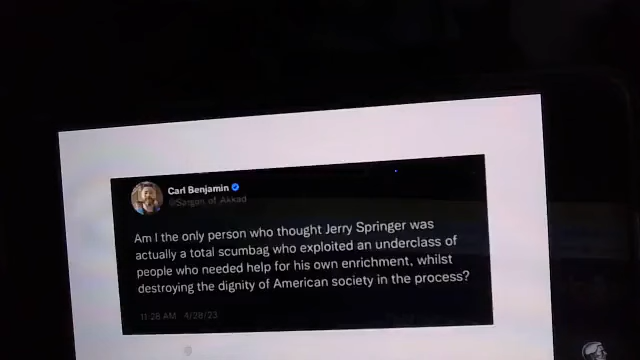 Carl Benjamin
@Sargon_of_Akkad
Am I the only person who thought Jerry Springer was
actually a total scumbag who exploited an underclass of
people who needed help for his own enrichment, whilst
destroying the dignity of American society in the process?
11:28 AM 4/28/23